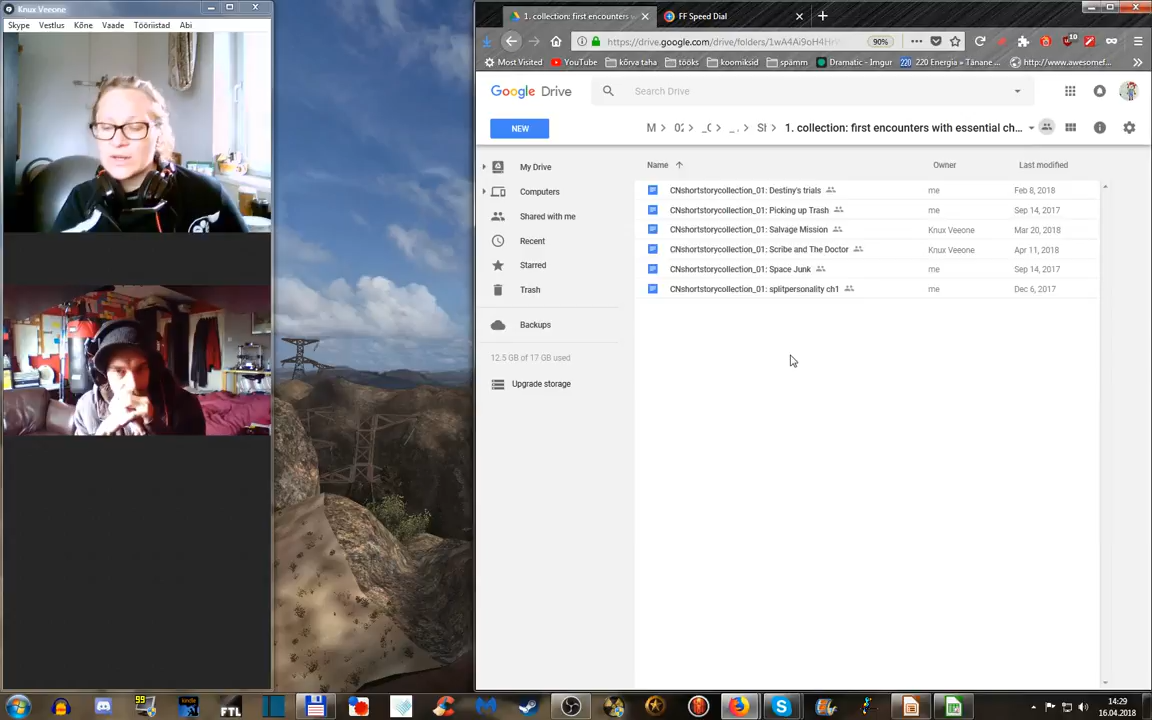 Knux Veeone
Skype Vestlus Kõne Vaade Tööriistad Abi
1. collection: first encounters w
FF Speed Dial
https://drive.google.com/drive/folders/1wA4Ai9oH4Hr
90%
Most Visited YouTube kõrva taha tööks koomiksid spämm Dramatic - Imgur 220 Energia » Tänane ... http://www.awesomef...
Google Drive
Search Drive
NEW
1. collection: first encounters with essential ch...
My Drive
Computers
Shared with me
Recent
Starred
Trash
Backups
12.5 GB of 17 GB used
Upgrade storage
Name Owner Last modified
CNshortstorycollection_01: Destiny's trials me Feb 8, 2018
CNshortstorycollection_01: Picking up Trash me Sep 14, 2017
CNshortstorycollection_01: Salvage Mission Knux Veeone Mar 20, 2018
CNshortstorycollection_01: Scribe and The Doctor Knux Veeone Apr 11, 2018
CNshortstorycollection_01: Space Junk me Sep 14, 2017
CNshortstorycollection_01: splitpersonality ch1 me Dec 6, 2017
99
FTL
14:29
16.04.2018